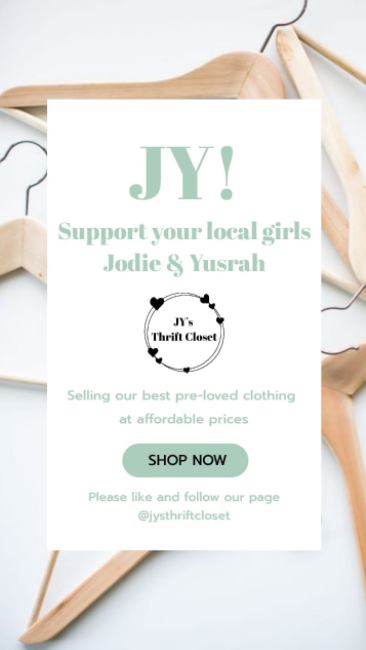 JY!
Support your local girls
Jodie & Yusrah
JY's
Thrift Closet
Selling our best pre-loved clothing
at affordable prices
SHOP NOW
Please like and follow our page
@jysthriftcloset